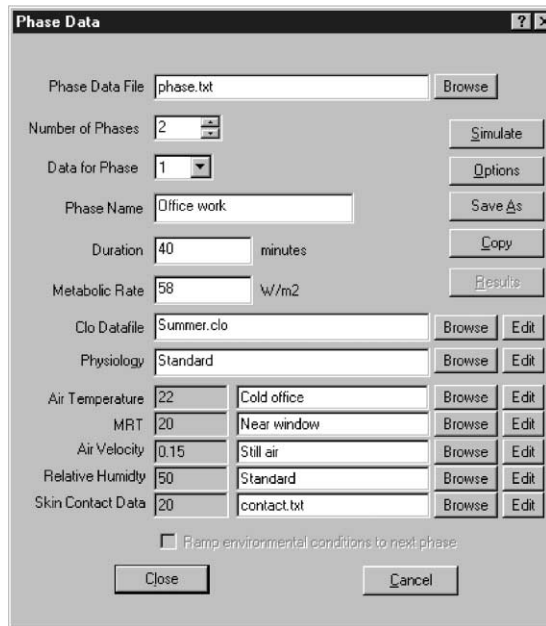 Phase Data
Phase Data File phase.txt Browse
Number of Phases 2
Simulate
Data for Phase 1
Options
Phase Name Office work
Save As
Duration 40 minutes
Copy
Metabolic Rate 58 W/m2
Results
Clo Datafile Summer.clo Browse Edit
Physiology Standard Browse Edit
Air Temperature 22 Cold office Browse Edit
MRT 20 Near window Browse Edit
Air Velocity 0.15 Still air Browse Edit
Relative Humidty 50 Standard Browse Edit
Skin Contact Data 20 contact.txt Browse Edit
Ramp environmental conditions to next phase
Close Cancel